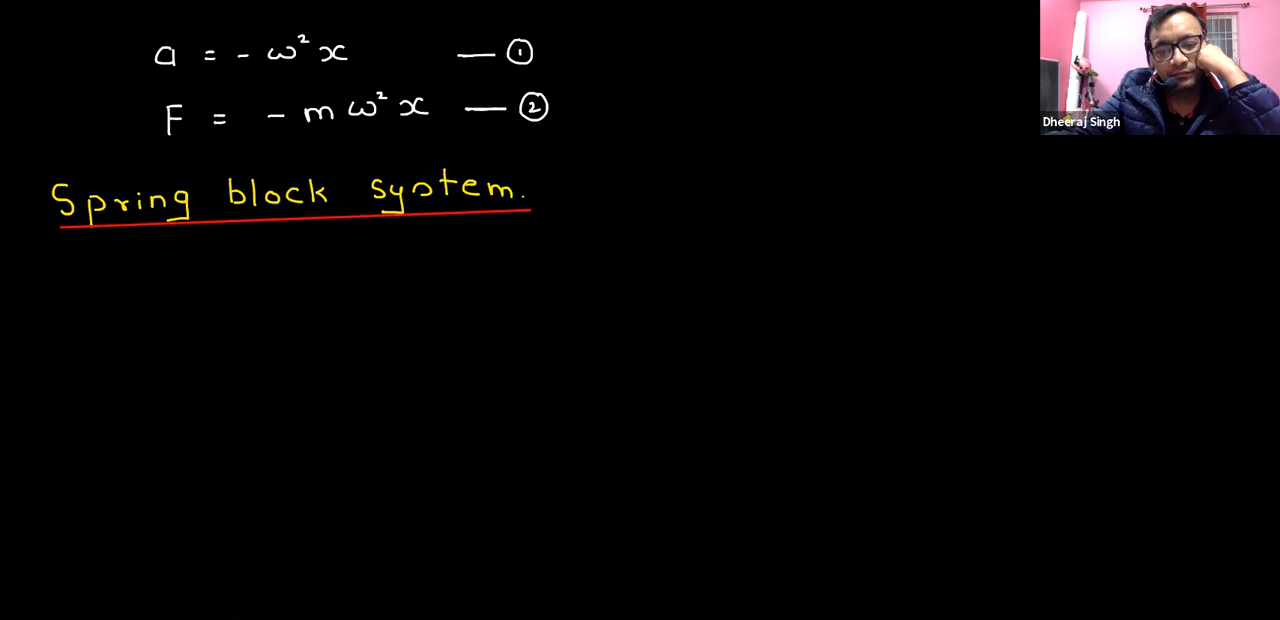 a = - ω² x — ①
F = - m ω² x — ②
Spring block system.
Dheeraj Singh